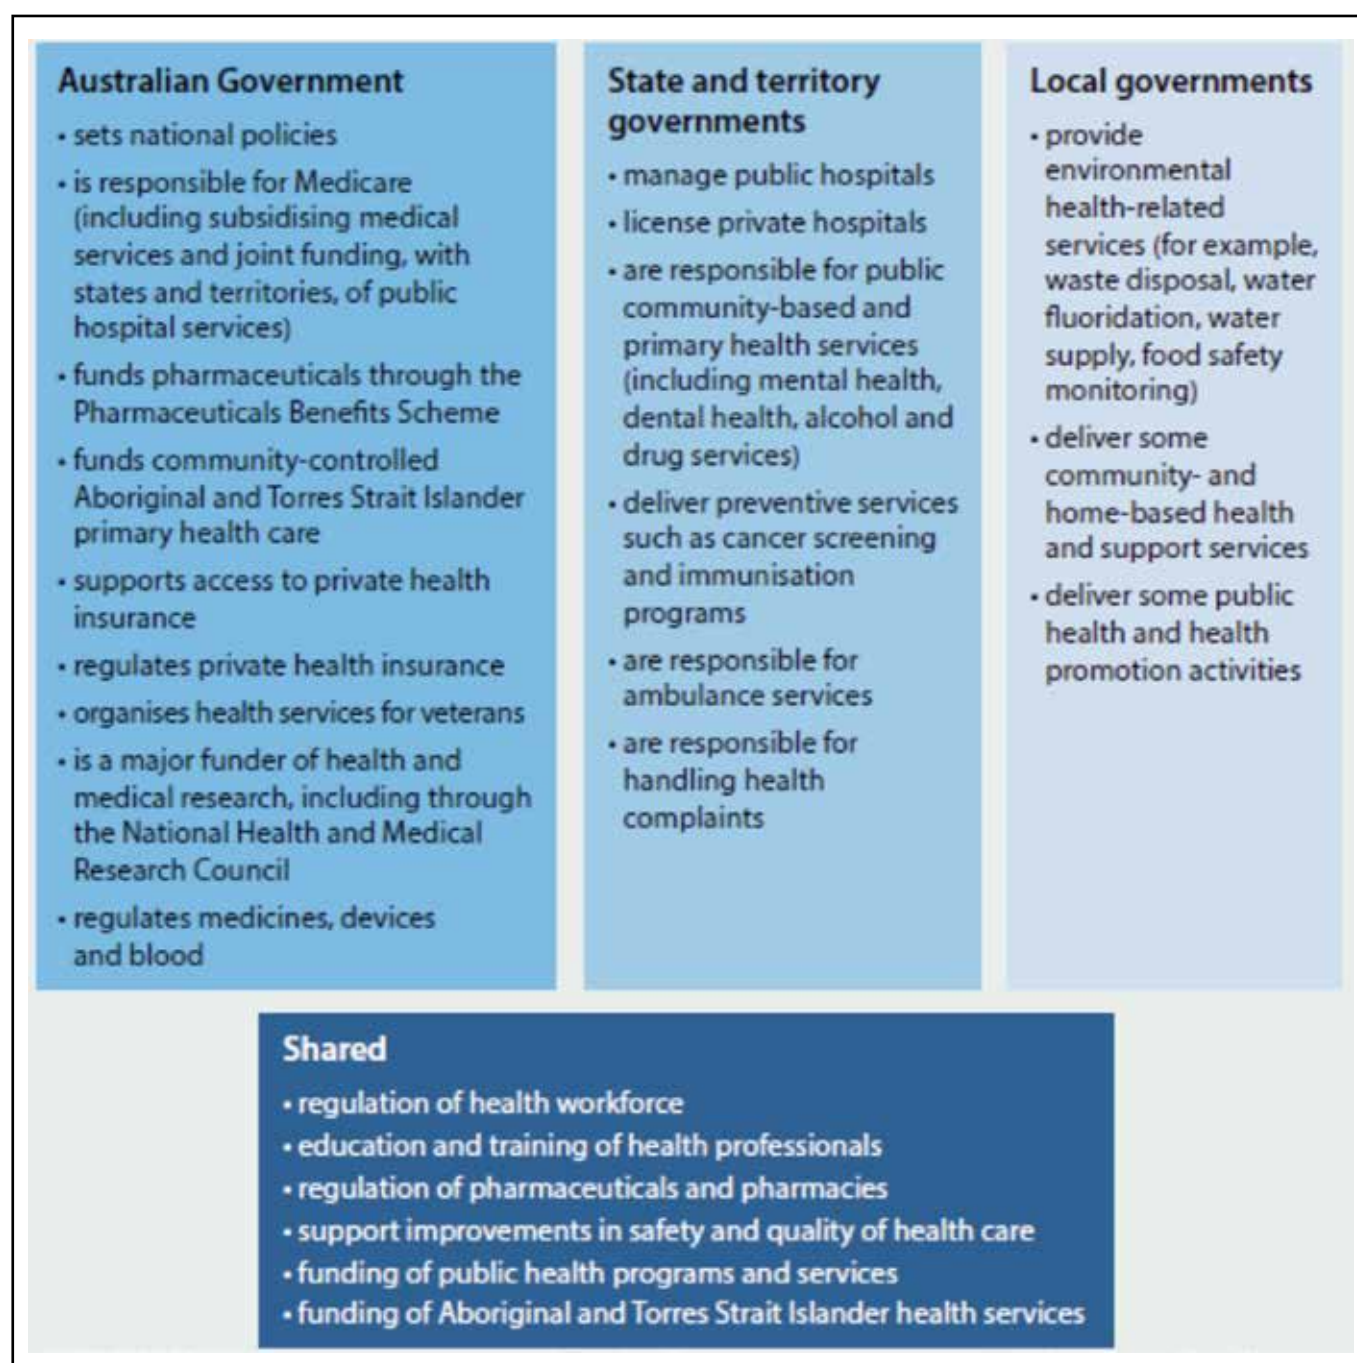 Australian Government
• sets national policies
• is responsible for Medicare
(including subsidising medical
services and joint funding, with
states and territories, of public
hospital services)
• funds pharmaceuticals through the
Pharmaceuticals Benefits Scheme
• funds community-controlled
Aboriginal and Torres Strait Islander
primary health care
• supports access to private health
insurance
• regulates private health insurance
• organises health services for veterans
• is a major funder of health and
medical research, including through
the National Health and Medical
Research Council
• regulates medicines, devices
and blood
State and territory
governments
• manage public hospitals
• license private hospitals
• are responsible for public
community-based and
primary health services
(including mental health,
dental health, alcohol and
drug services)
• deliver preventive services
such as cancer screening
and immunisation
programs
• are responsible for
ambulance services
• are responsible for
handling health
complaints
Local governments
• provide
environmental
health-related
services (for example,
waste disposal, water
fluoridation, water
supply, food safety
monitoring)
• deliver some
community- and
home-based health
and support services
• deliver some public
health and health
promotion activities
Shared
• regulation of health workforce
• education and training of health professionals
• regulation of pharmaceuticals and pharmacies
• support improvements in safety and quality of health care
• funding of public health programs and services
• funding of Aboriginal and Torres Strait Islander health services